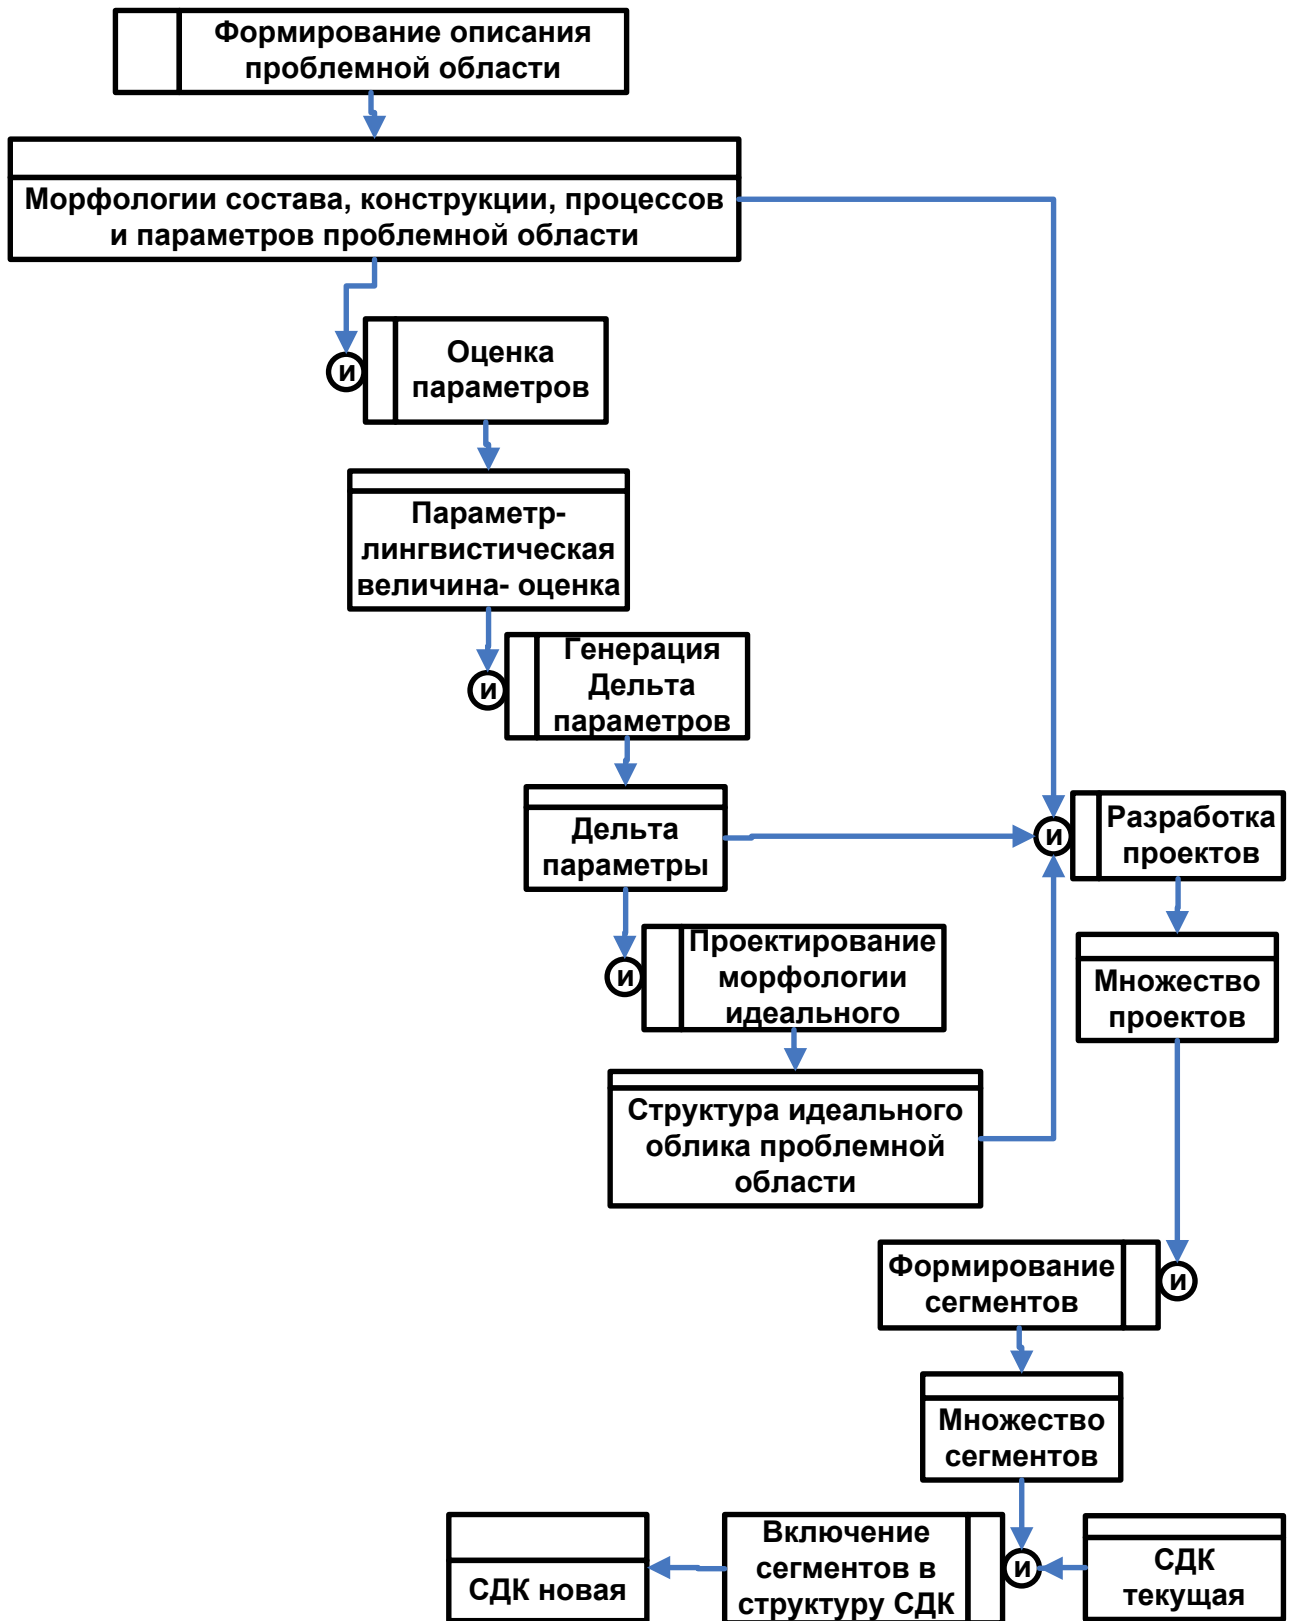 Формирование описания
проблемной области
Морфологии состава, конструкции, процессов
и параметров проблемной области
и
Оценка
параметров
Параметр-
лингвистическая
величина- оценка
и
Генерация
Дельта
параметров
Дельта
параметры
и
Разработка
проектов
и
Проектирование
морфологии
идеального
Множество
проектов
Структура идеального
облика проблемной
области
Формирование
сегментов
и
Множество
сегментов
СДК новая
Включение
сегментов в
структуру СДК
и
СДК
текущая